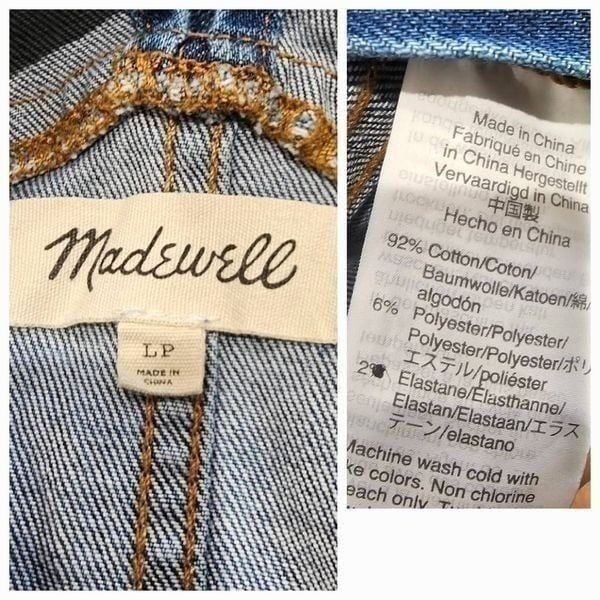 Madewell
LP
MADE IN
CHINA
Made in China
Fabriqué en Chine
in China Hergestellt
Vervaardigd in China
中国製
Hecho en China
92% Cotton/Coton/
Baumwolle/Katoen/綿/
algodón
6% Polyester/Polyester/
Polyester/Polyester/ポリ
エステル/poliéster
2% Elastane/Élasthanne/
Elastan/Elastaan/エラス
テーン/elastano
Machine wash cold with
colors. Non chlorine
only.